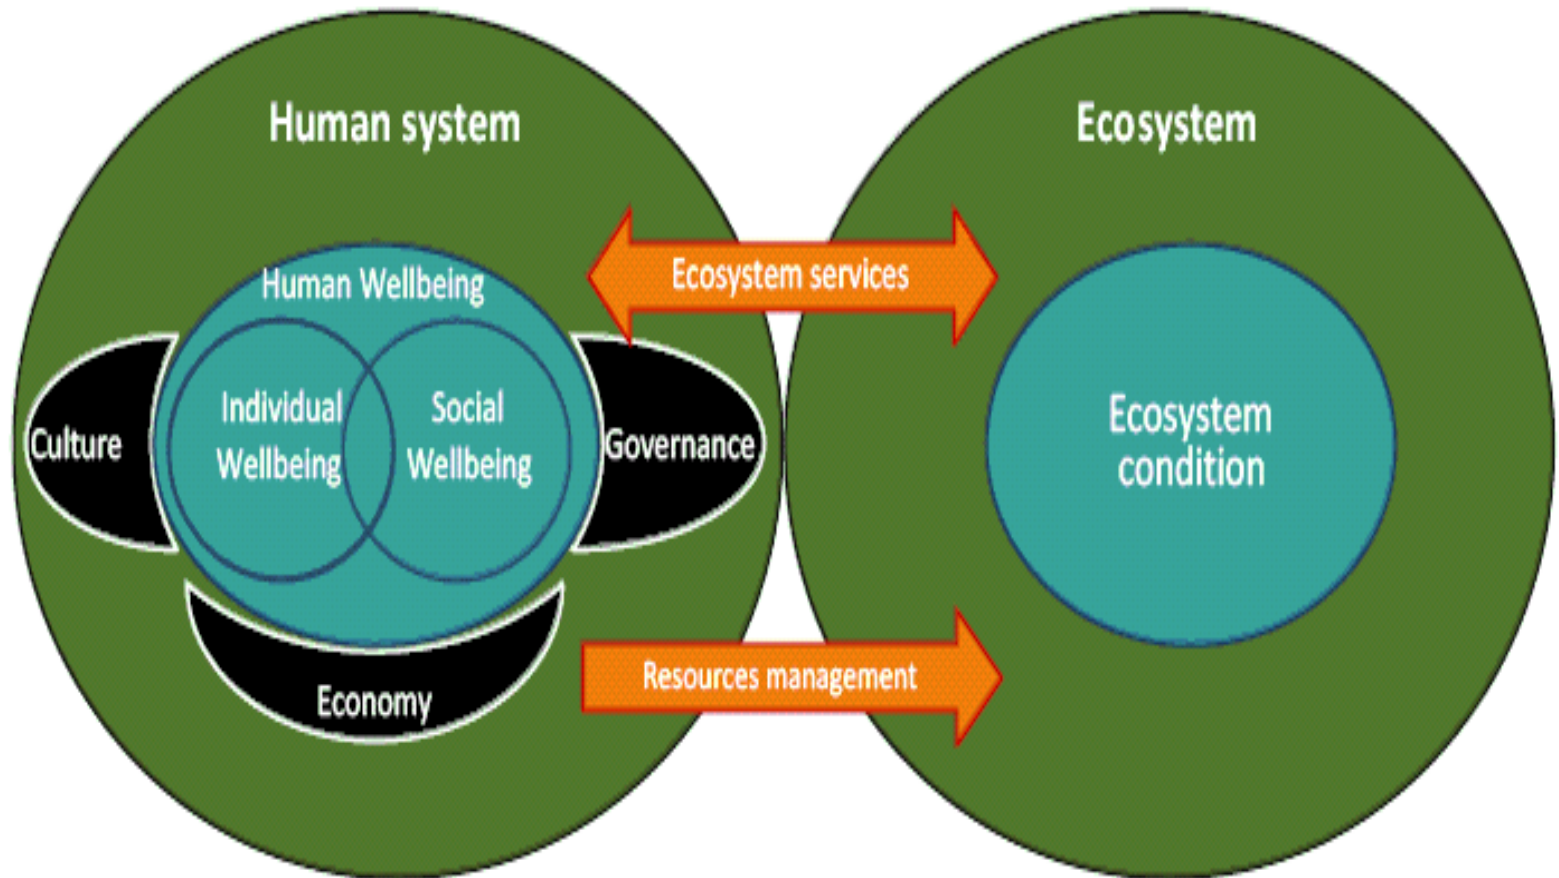 Human system
Ecosystem
Ecosystem services
Human Wellbeing
Individual
Wellbeing
Social
Wellbeing
Culture
Governance
Ecosystem
condition
Resources management
Economy